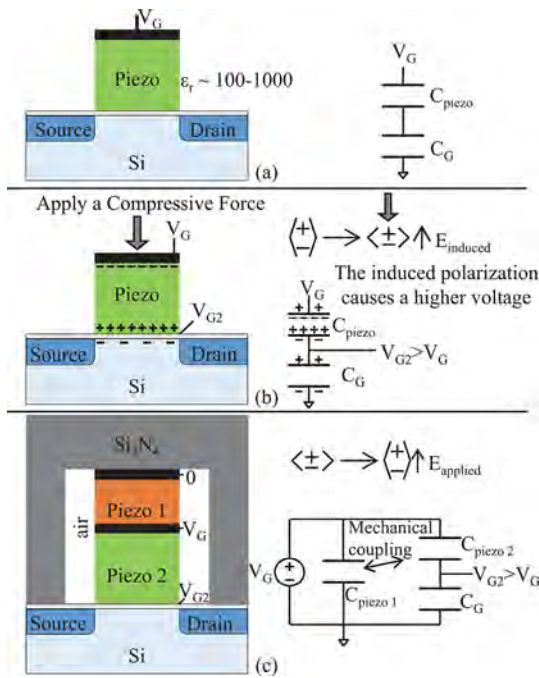 V_G
Piezo
ε_r ~ 100-1000
Source
Drain
Si
(a)
V_G
C_piezo
C_G
Apply a Compressive Force
V_G
Piezo
V_G2
Source
Drain
Si
(b)
E_induced
The induced polarization
causes a higher voltage
V_G
C_piezo
V_G2>V_G
C_G
Si3N4
0
Piezo 1
air
V_G
Piezo 2
V_G2
Source
Drain
Si
(c)
E_applied
Mechanical
coupling
V_G
C_piezo 1
C_piezo 2
V_G2>V_G
C_G